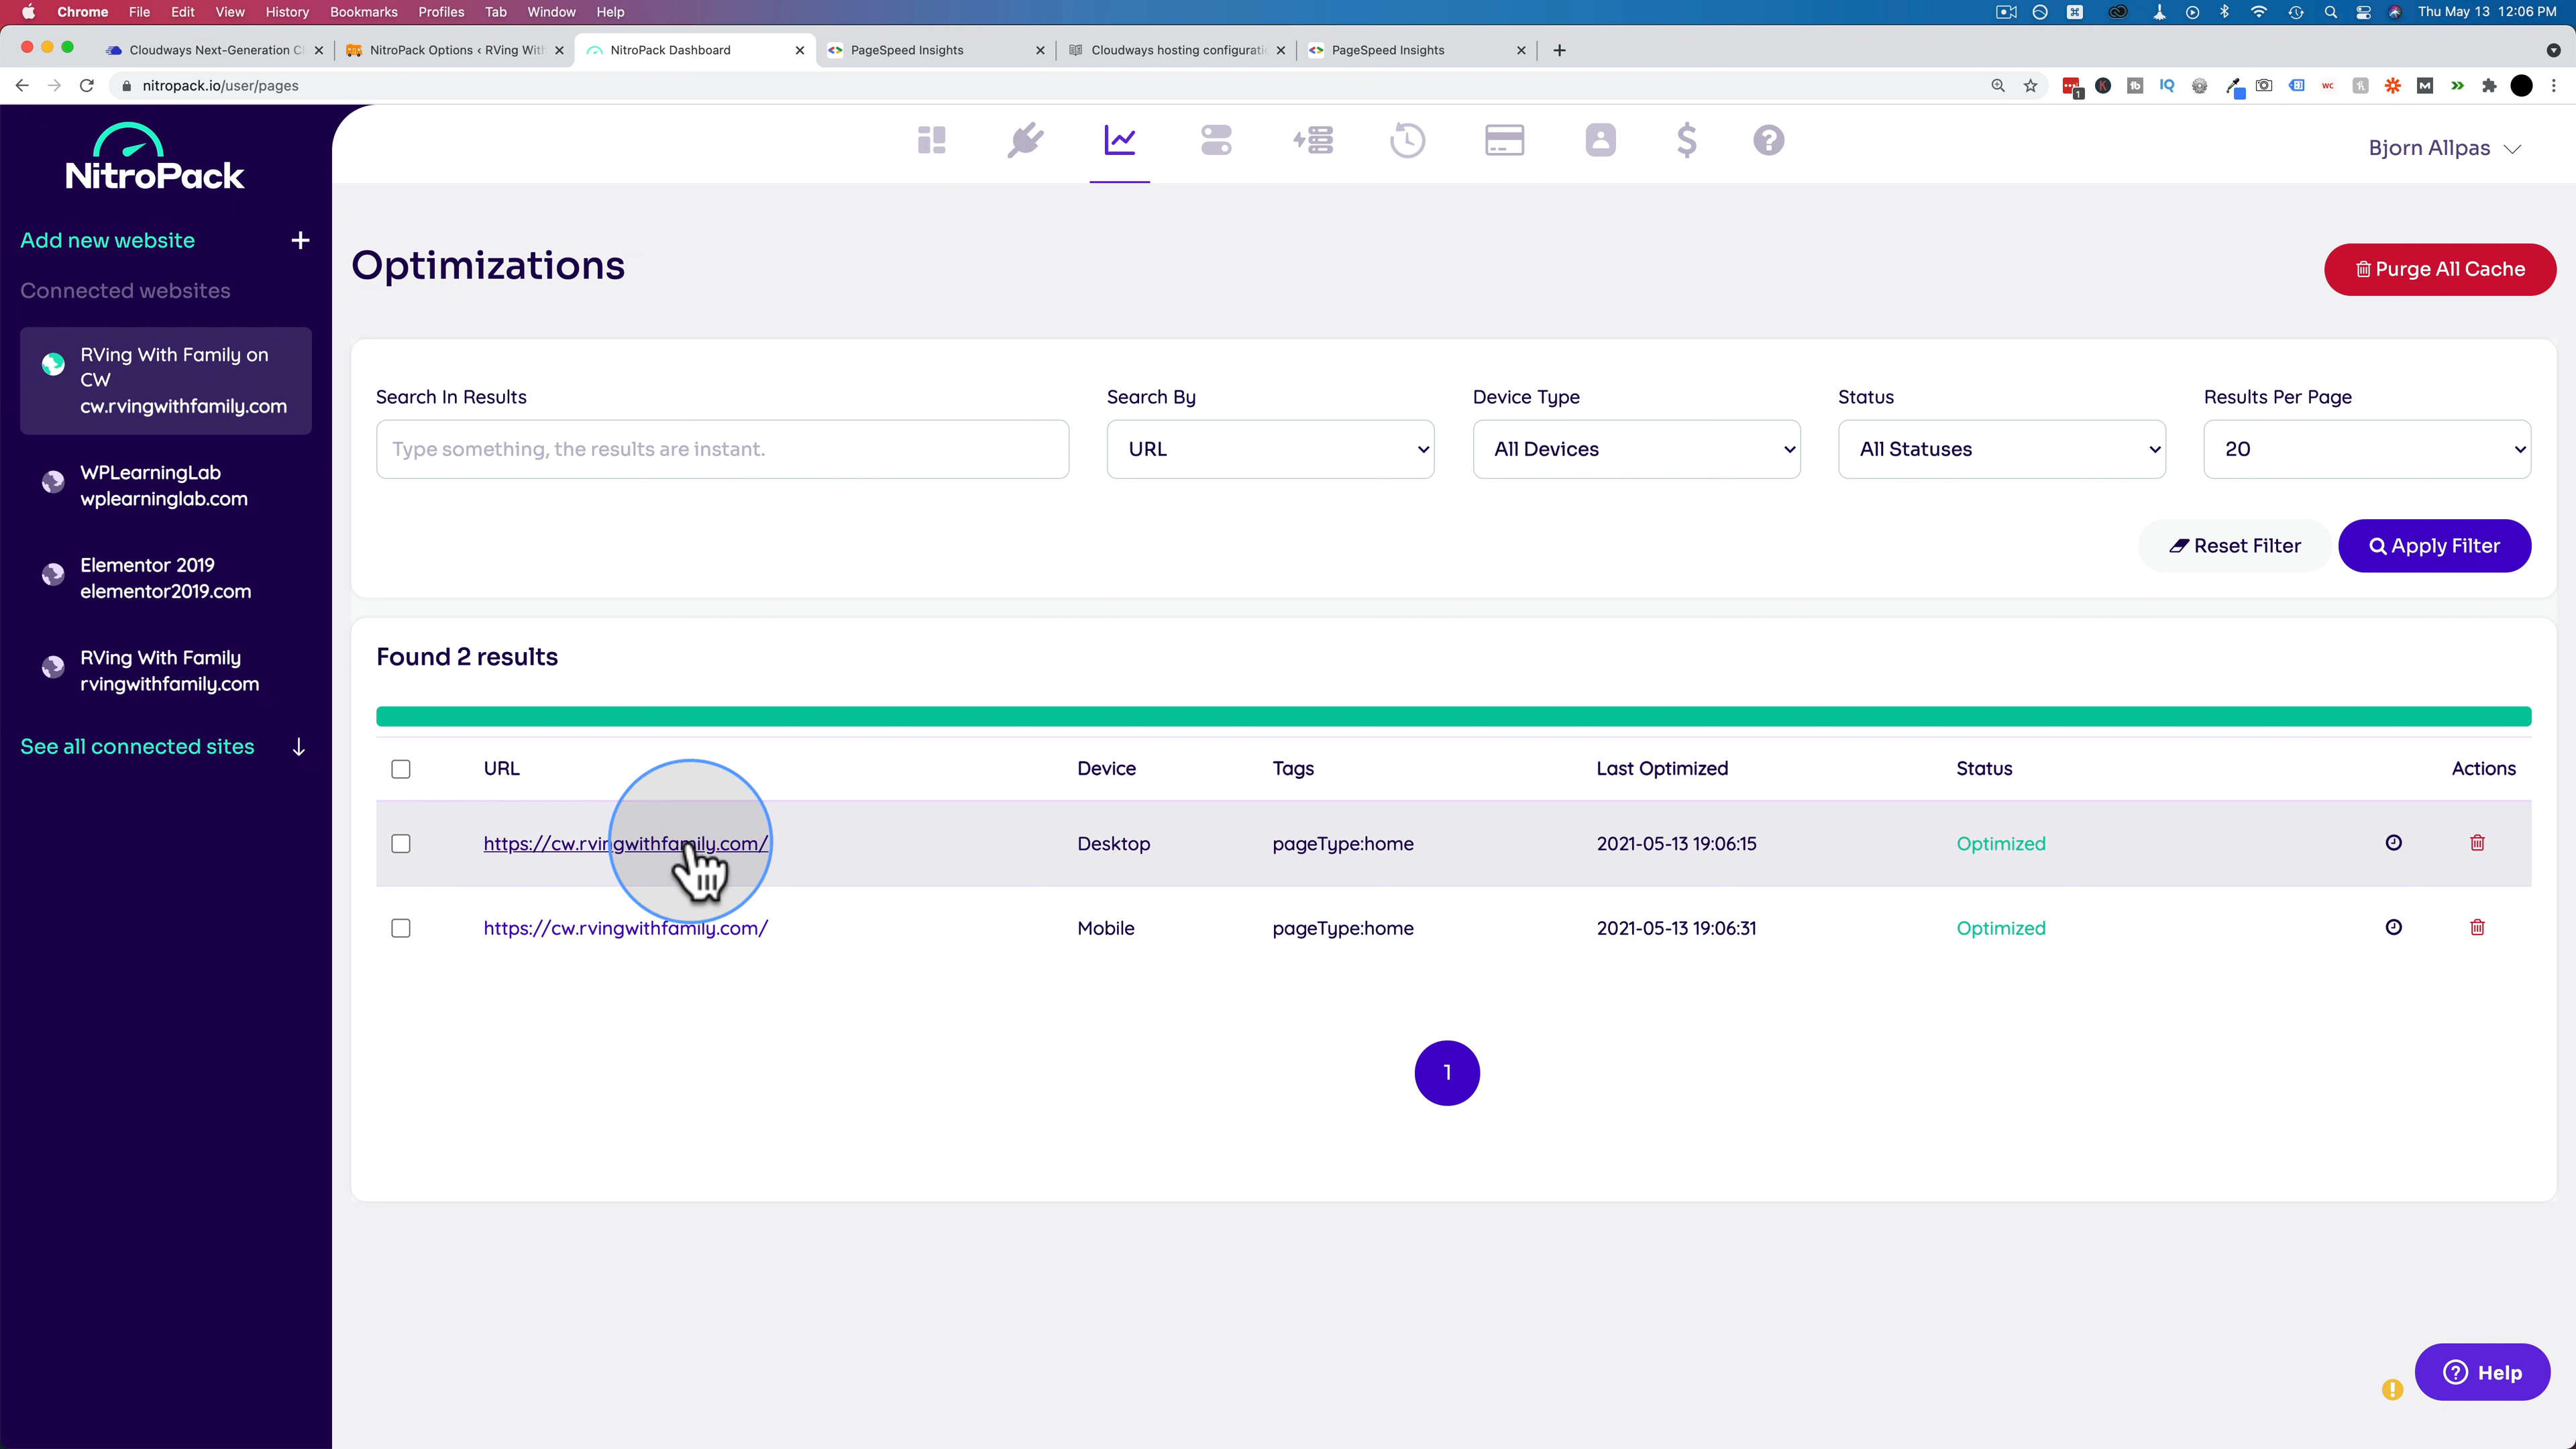 Chrome File Edit View History Bookmarks Profiles Tab Window Help Thu May 13 12:06 PM
Cloudways Next-Generation Cl NitroPack Options ‹ RVing With NitroPack Dashboard PageSpeed Insights Cloudways hosting configuratio PageSpeed Insights
nitropack.io/user/pages
NitroPack
Bjorn Allpas
Add new website
Connected websites
RVing With Family on
CW
cw.rvingwithfamily.com
WPLearningLab
wplearninglab.com
Elementor 2019
elementor2019.com
RVing With Family
rvingwithfamily.com
See all connected sites
Optimizations
Purge All Cache
Search In Results Search By Device Type Status Results Per Page
Type something, the results are instant. URL All Devices All Statuses 20
Reset Filter Apply Filter
Found 2 results
URL Device Tags Last Optimized Status Actions
https://cw.rvingwithfamily.com/ Desktop pageType:home 2021-05-13 19:06:15 Optimized
https://cw.rvingwithfamily.com/ Mobile pageType:home 2021-05-13 19:06:31 Optimized
1
Help